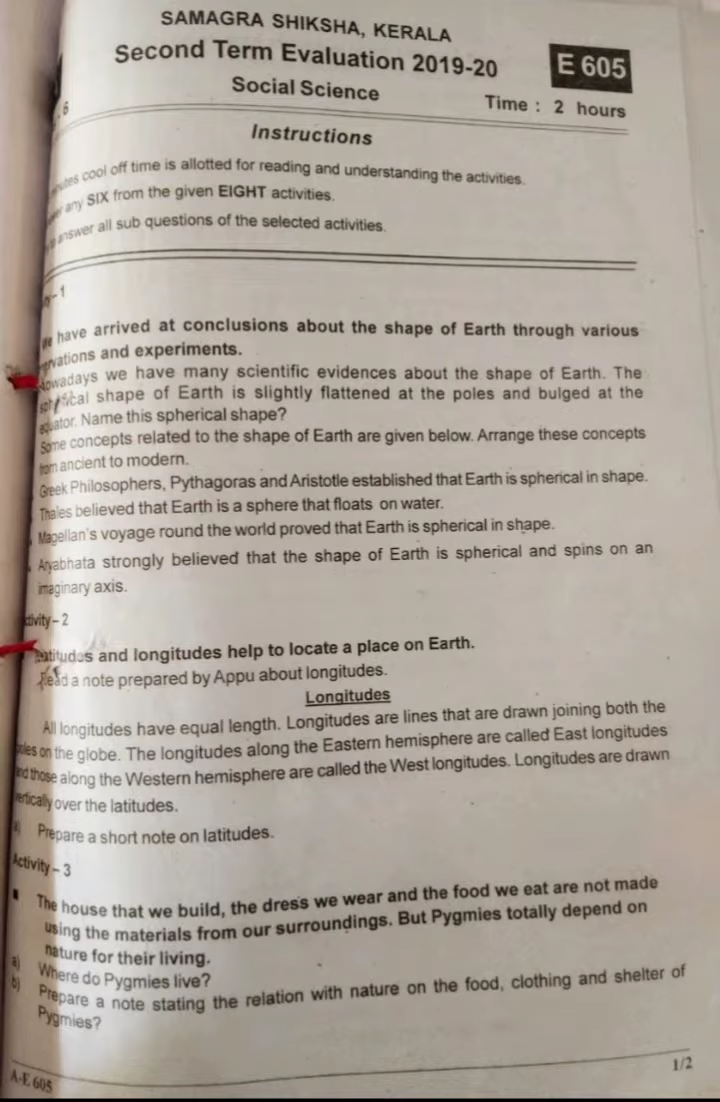 SAMAGRA SHIKSHA, KERALA
Second Term Evaluation 2019-20
E 605
Social Science
. 6
Time : 2 hours
Instructions
cool off time is allotted for reading and understanding the activities.
any SIX from the given EIGHT activities.
answer all sub questions of the selected activities.
– 1
have arrived at conclusions about the shape of Earth through various
and experiments.
Nowadays we have many scientific evidences about the shape of Earth. The
shape of Earth is slightly flattened at the poles and bulged at the
equator. Name this spherical shape?
Some concepts related to the shape of Earth are given below. Arrange these concepts
from ancient to modern.
Greek Philosophers, Pythagoras and Aristotle established that Earth is spherical in shape.
Thales believed that Earth is a sphere that floats on water.
Magellan's voyage round the world proved that Earth is spherical in shape.
Aryabhata strongly believed that the shape of Earth is spherical and spins on an
imaginary axis.
ctivity – 2
Latitudes and longitudes help to locate a place on Earth.
Read a note prepared by Appu about longitudes.
Longitudes
All longitudes have equal length. Longitudes are lines that are drawn joining both the
poles on the globe. The longitudes along the Eastern hemisphere are called East longitudes
and those along the Western hemisphere are called the West longitudes. Longitudes are drawn
vertically over the latitudes.
a) Prepare a short note on latitudes.
Activity – 3
■ The house that we build, the dress we wear and the food we eat are not made
using the materials from our surroundings. But Pygmies totally depend on
nature for their living.
a) Where do Pygmies live?
b) Prepare a note stating the relation with nature on the food, clothing and shelter of
Pygmies?
A-E 605
1/2